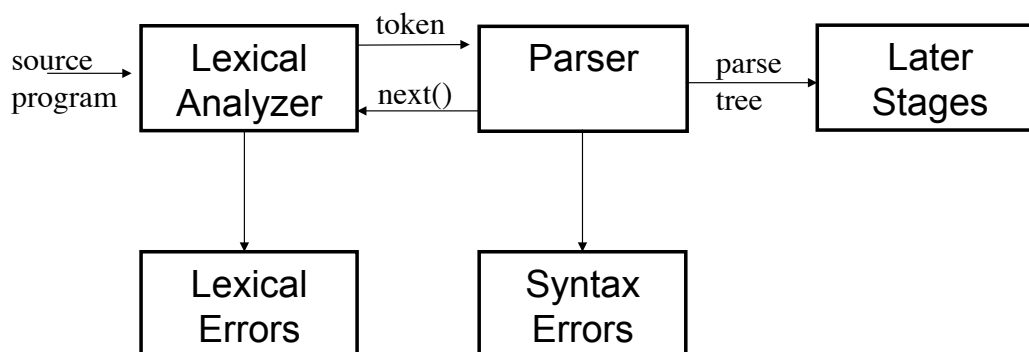 source
program
Lexical
Analyzer
token
next()
Parser
parse
tree
Later
Stages
Lexical
Errors
Syntax
Errors